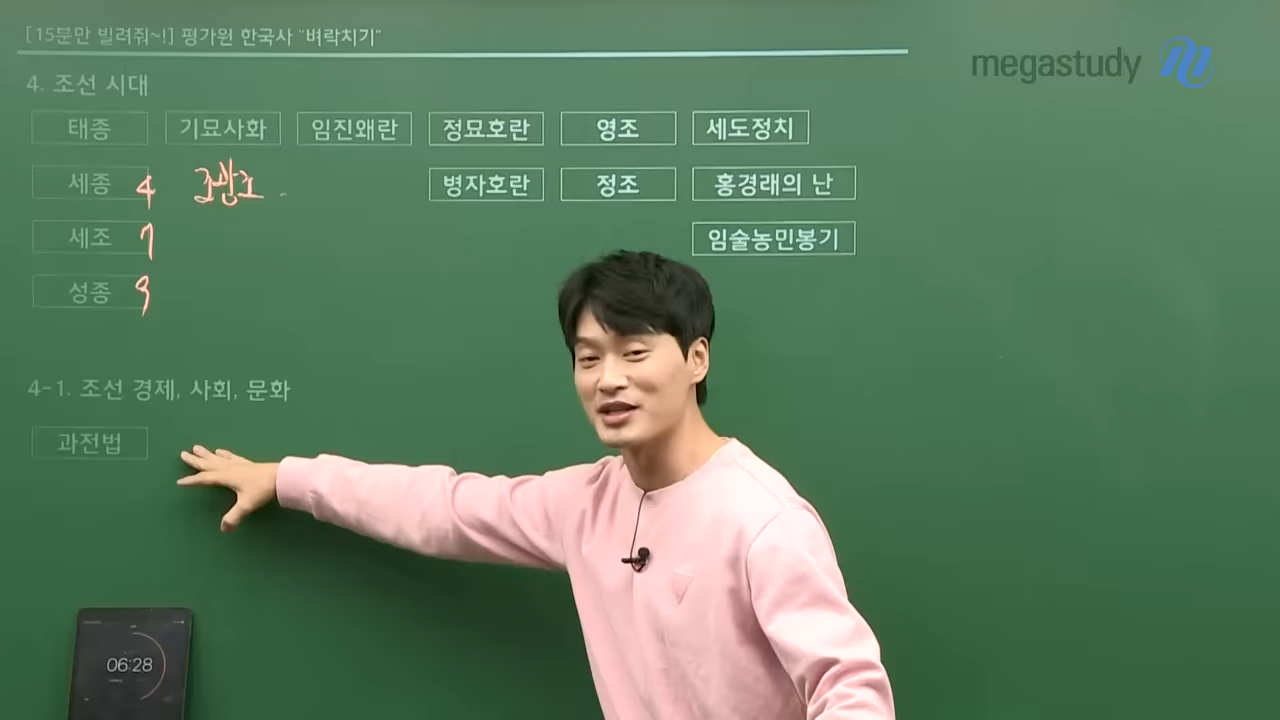 [15분만 빌려줘~!] 평가원 한국사 “벼락치기”
megastudy
4. 조선 시대
태종 기묘사화 임진왜란 정묘호란 영조 세도정치
세종 4 조광조 병자호란 정조 홍경래의 난
세조 7 임술농민봉기
성종 9
4-1. 조선 경제, 사회, 문화
과전법
06:28